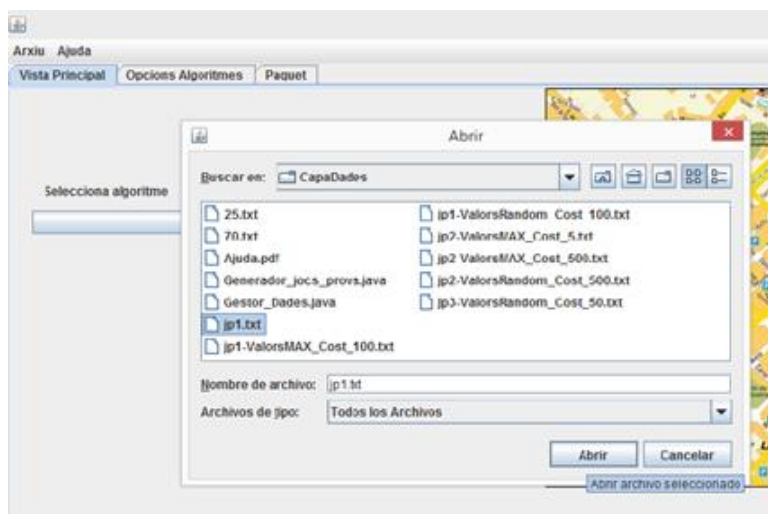 Arxiu Ajuda
Vista Principal Opcions Algoritmes Paquet
Abrir
Buscar en: CapaDades
Selecciona algoritme
25.txt
70.txt
Ajuda.pdf
Generador_jocs_prova.java
Gestor_Dades.java
jp1.txt
jp1-ValorsMAX_Cost_100.txt
jp1-ValorsRandom_Cost_100.txt
jp2-ValorsMAX_Cost_5.txt
jp2-ValorsMAX_Cost_500.txt
jp2-ValorsRandom_Cost_500.txt
jp3-ValorsRandom_Cost_50.txt
Nombre de archivo: jp1.txt
Archivos de tipo: Todos los Archivos
Abrir Cancelar
Abrir archivo seleccionado